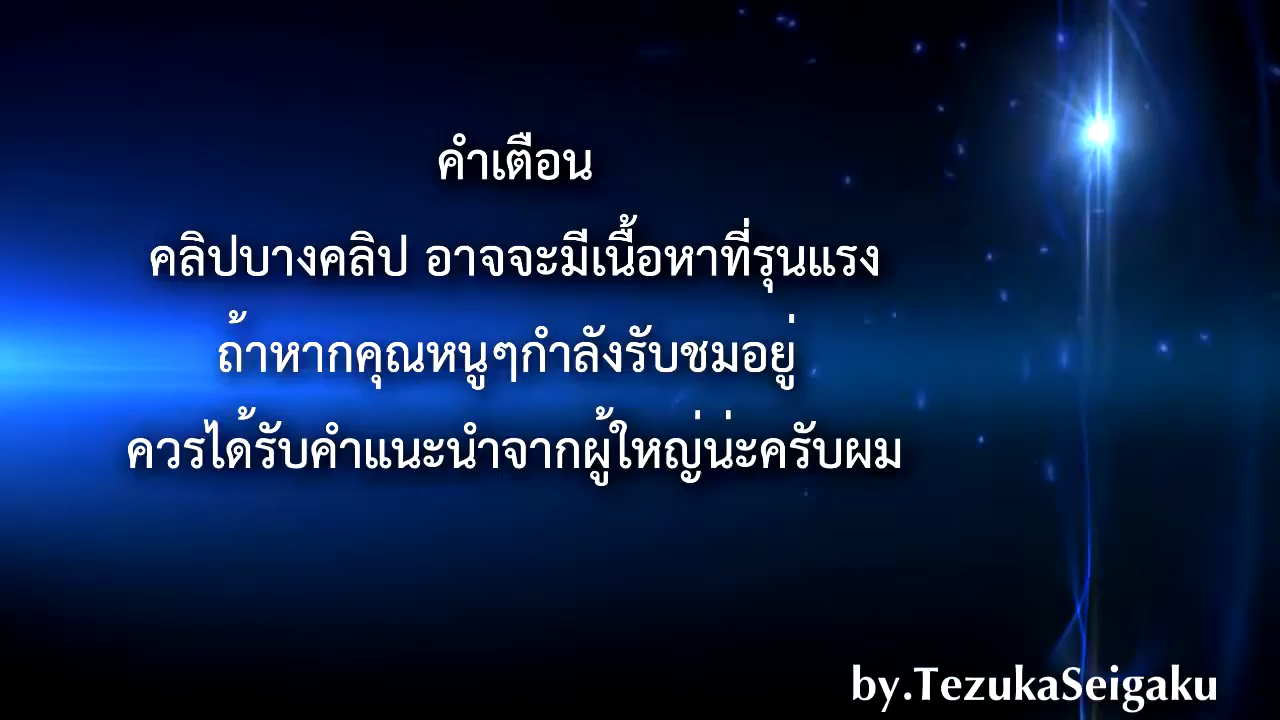 คำเตือน
คลิปบางคลิป อาจจะมีเนื้อหาที่รุนแรง
ถ้าหากคุณหนูๆกำลังรับชมอยู่
ควรได้รับคำแนะนำจากผู้ใหญ่น่ะครับผม
by.TezukaSeigaku